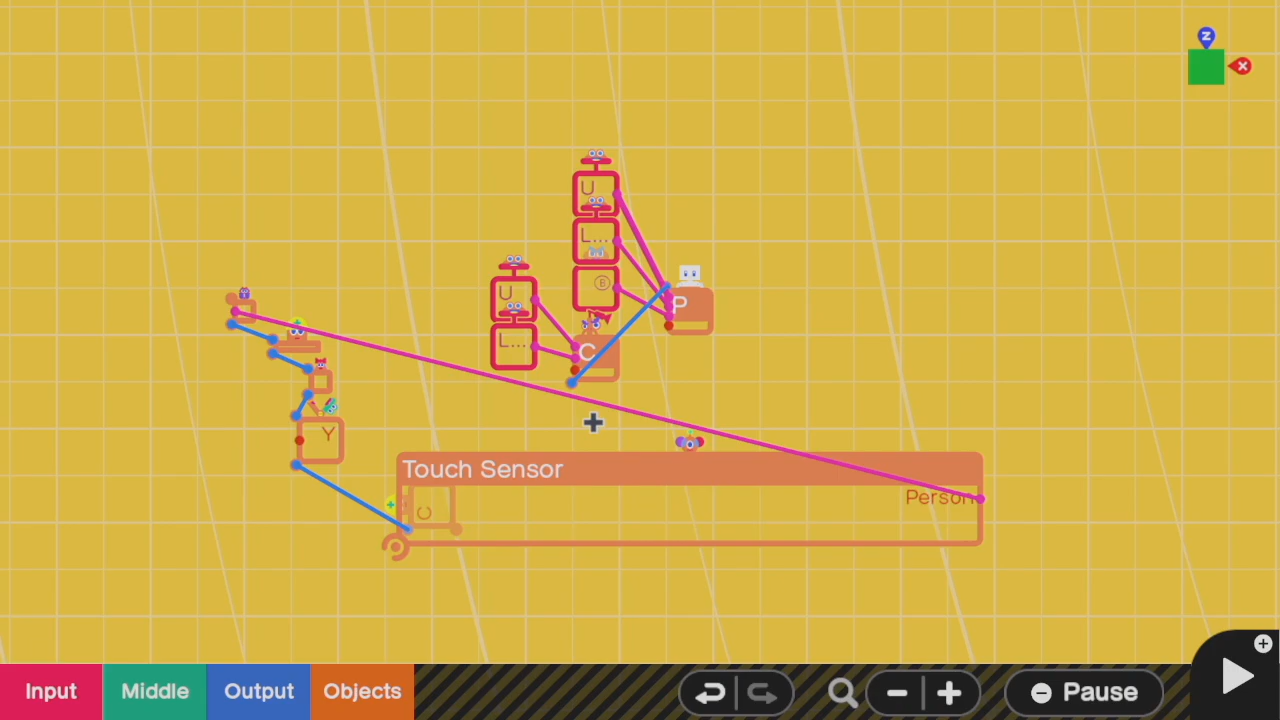 Z
X
U
L...
B
U
L...
C
P
Y
Touch Sensor
Person
Input
Middle
Output
Objects
Pause